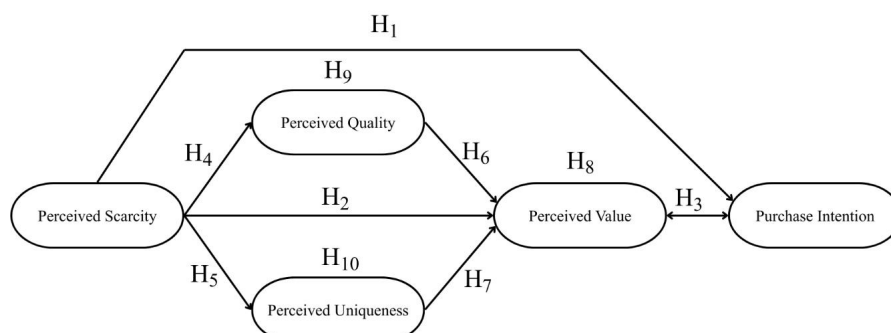 H1
H9
Perceived Quality
H4
H6
H8
Perceived Scarcity
H2
Perceived Value
H3
Purchase Intention
H5
H10
H7
Perceived Uniqueness